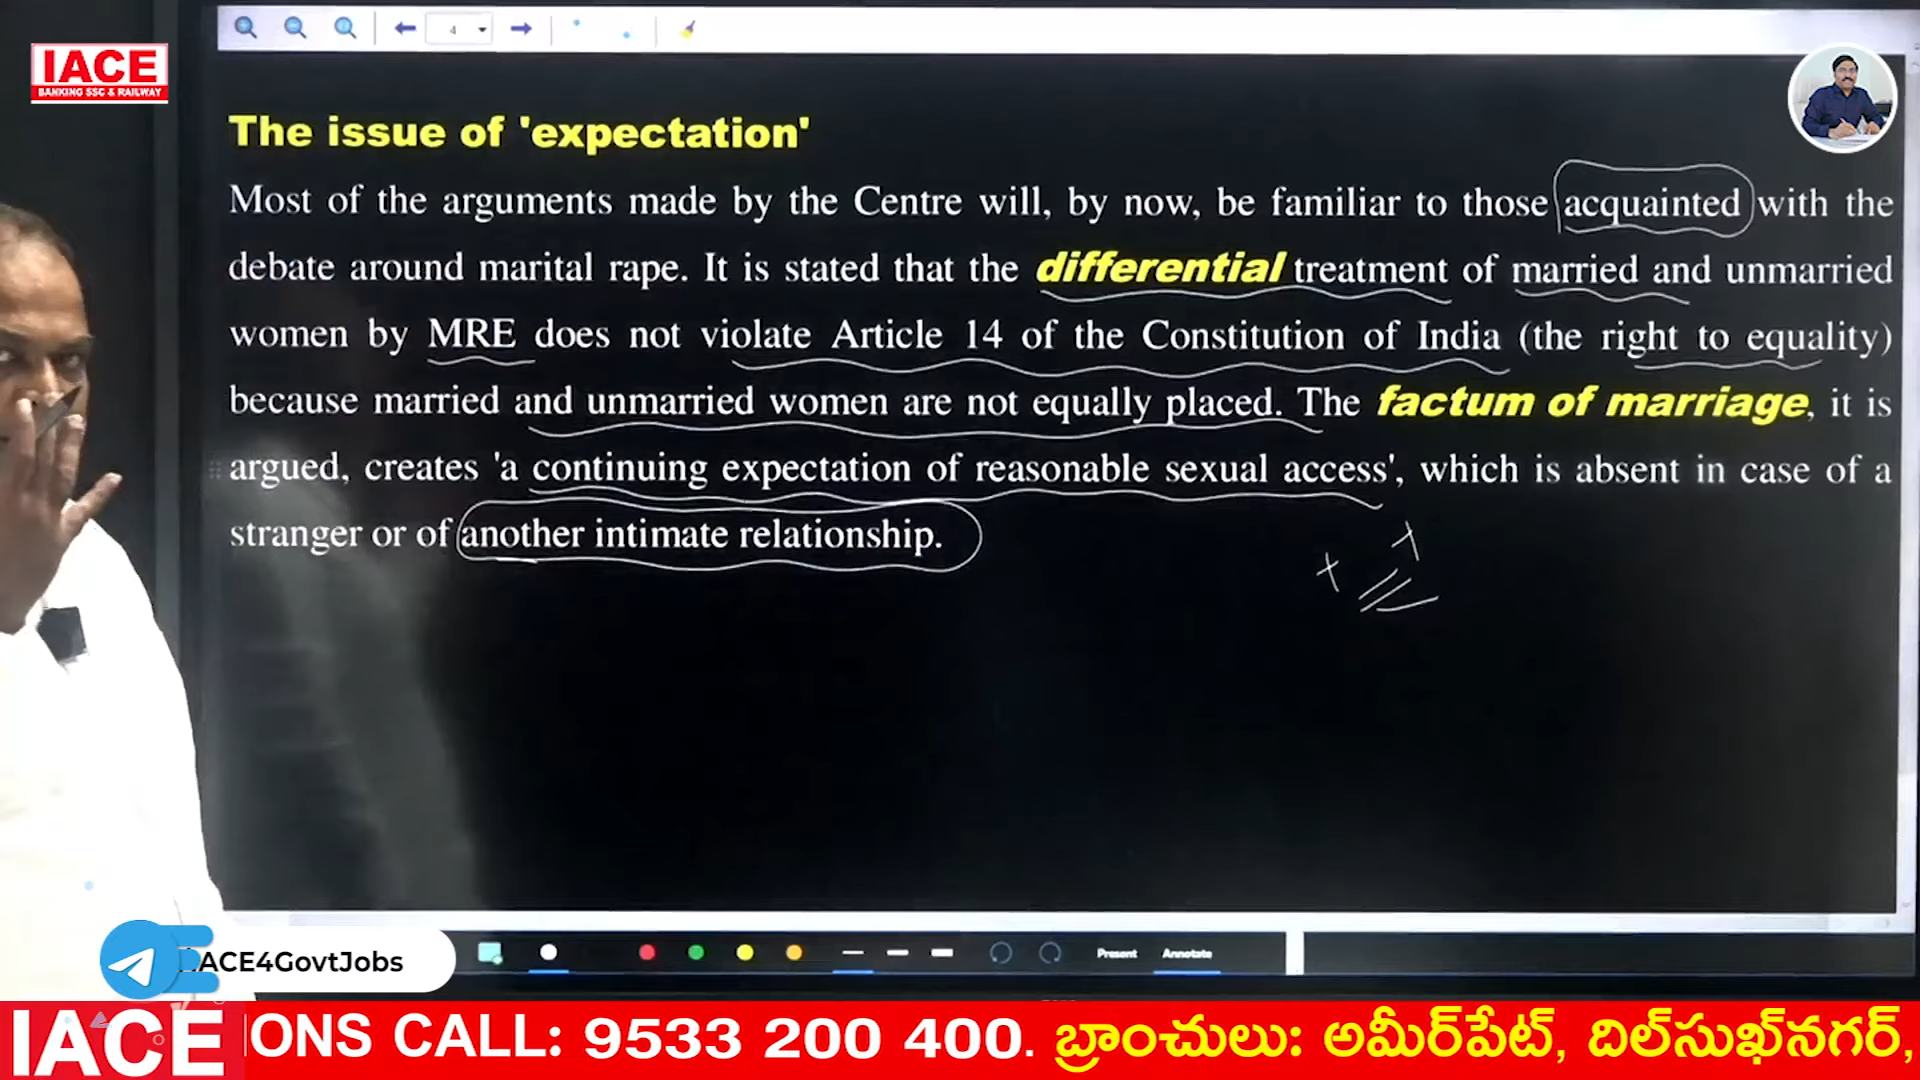 4
IACE
BANKING SSC & RAILWAY
The issue of 'expectation'
Most of the arguments made by the Centre will, by now, be familiar to those acquainted with the
debate around marital rape. It is stated that the differential treatment of married and unmarried
women by MRE does not violate Article 14 of the Constitution of India (the right to equality)
because married and unmarried women are not equally placed. The factum of marriage, it is
argued, creates 'a continuing expectation of reasonable sexual access', which is absent in case of a
stranger or of another intimate relationship.
IACE4GovtJobs
Present
Annotate
IACE
IONS CALL: 9533 200 400. బ్రాంచులు: అమీర్‌పేట్, దిల్‌సుఖ్‌నగర్,